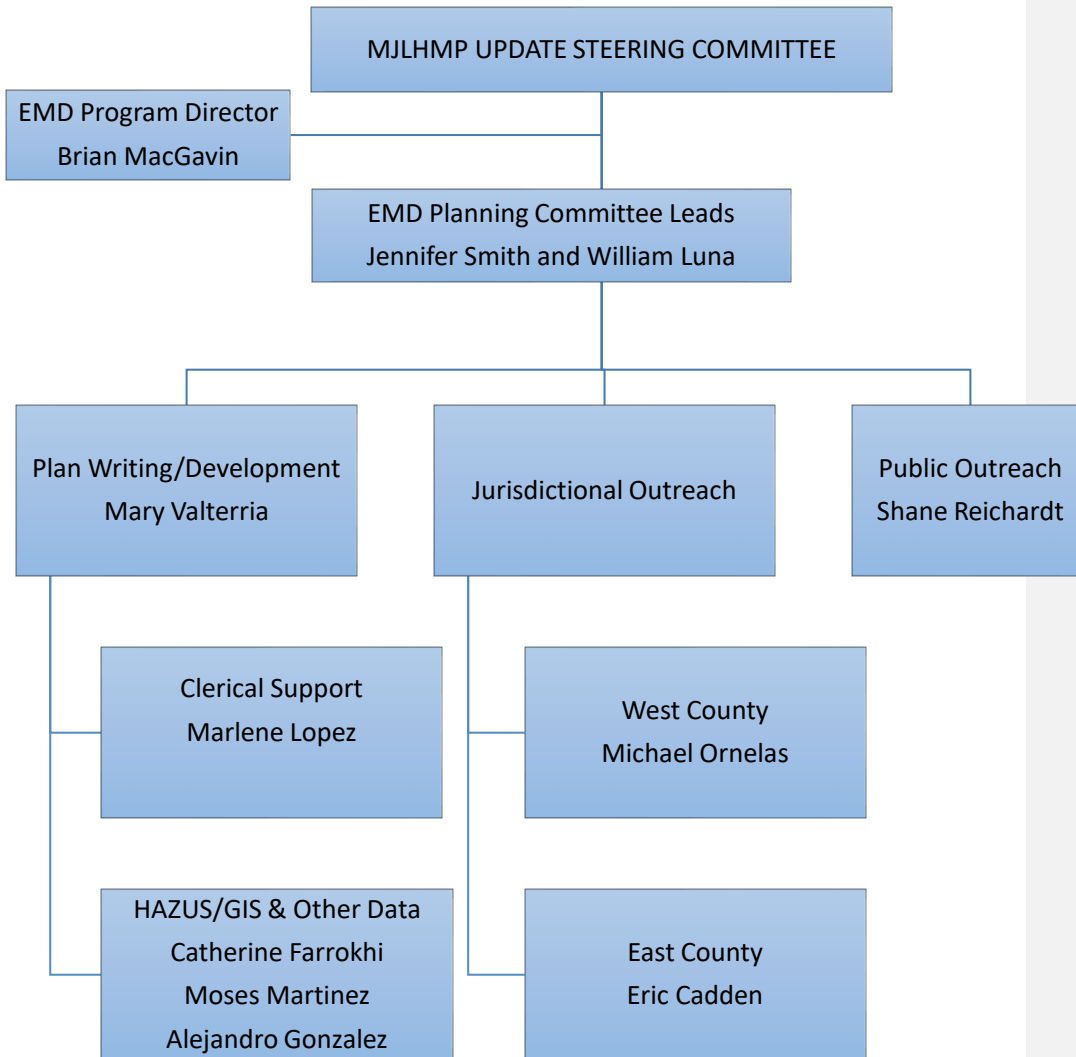 MJLHMP UPDATE STEERING COMMITTEE
EMD Program Director
Brian MacGavin
EMD Planning Committee Leads
Jennifer Smith and William Luna
Plan Writing/Development
Mary Valterria
Jurisdictional Outreach
Public Outreach
Shane Reichardt
Clerical Support
Marlene Lopez
West County
Michael Ornelas
HAZUS/GIS & Other Data
Catherine Farrokhi
Moses Martinez
Alejandro Gonzalez
East County
Eric Cadden